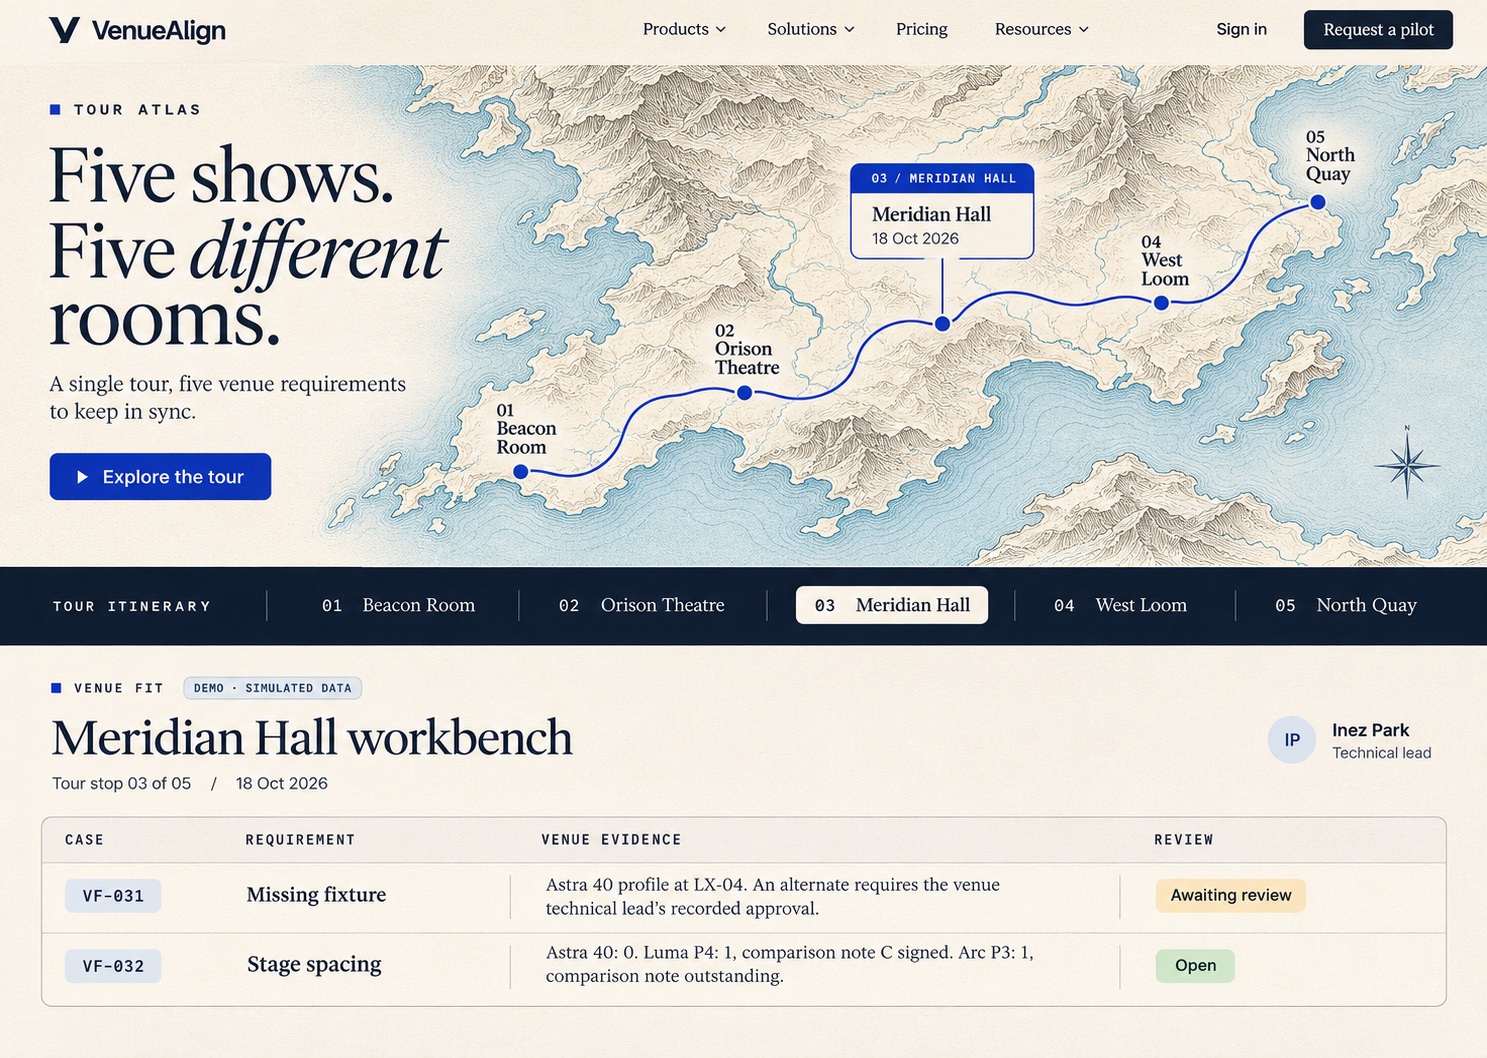 VenueAlign
Products
Solutions
Pricing
Resources
Sign in
Request a pilot
TOUR ATLAS
Five shows.
Five different
rooms.
A single tour, five venue requirements
to keep in sync.
Explore the tour
01
Beacon
Room
02
Orison
Theatre
03 / MERIDIAN HALL
Meridian Hall
18 Oct 2026
04
West
Loom
05
North
Quay
N
TOUR ITINERARY
01 Beacon Room
02 Orison Theatre
03 Meridian Hall
04 West Loom
05 North Quay
VENUE FIT
DEMO · SIMULATED DATA
Meridian Hall workbench
Tour stop 03 of 05 / 18 Oct 2026
IP
Inez Park
Technical lead
CASE REQUIREMENT VENUE EVIDENCE REVIEW
VF-031
Missing fixture
Astra 40 profile at LX-04. An alternate requires the venue
technical lead’s recorded approval.
Awaiting review
VF-032
Stage spacing
Astra 40: 0. Luma P4: 1, comparison note C signed. Arc P3: 1,
comparison note outstanding.
Open